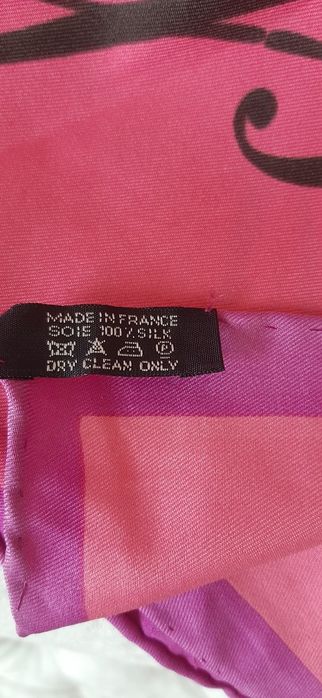 MADE IN FRANCE
SOIE 100% SILK
P
DRY CLEAN ONLY